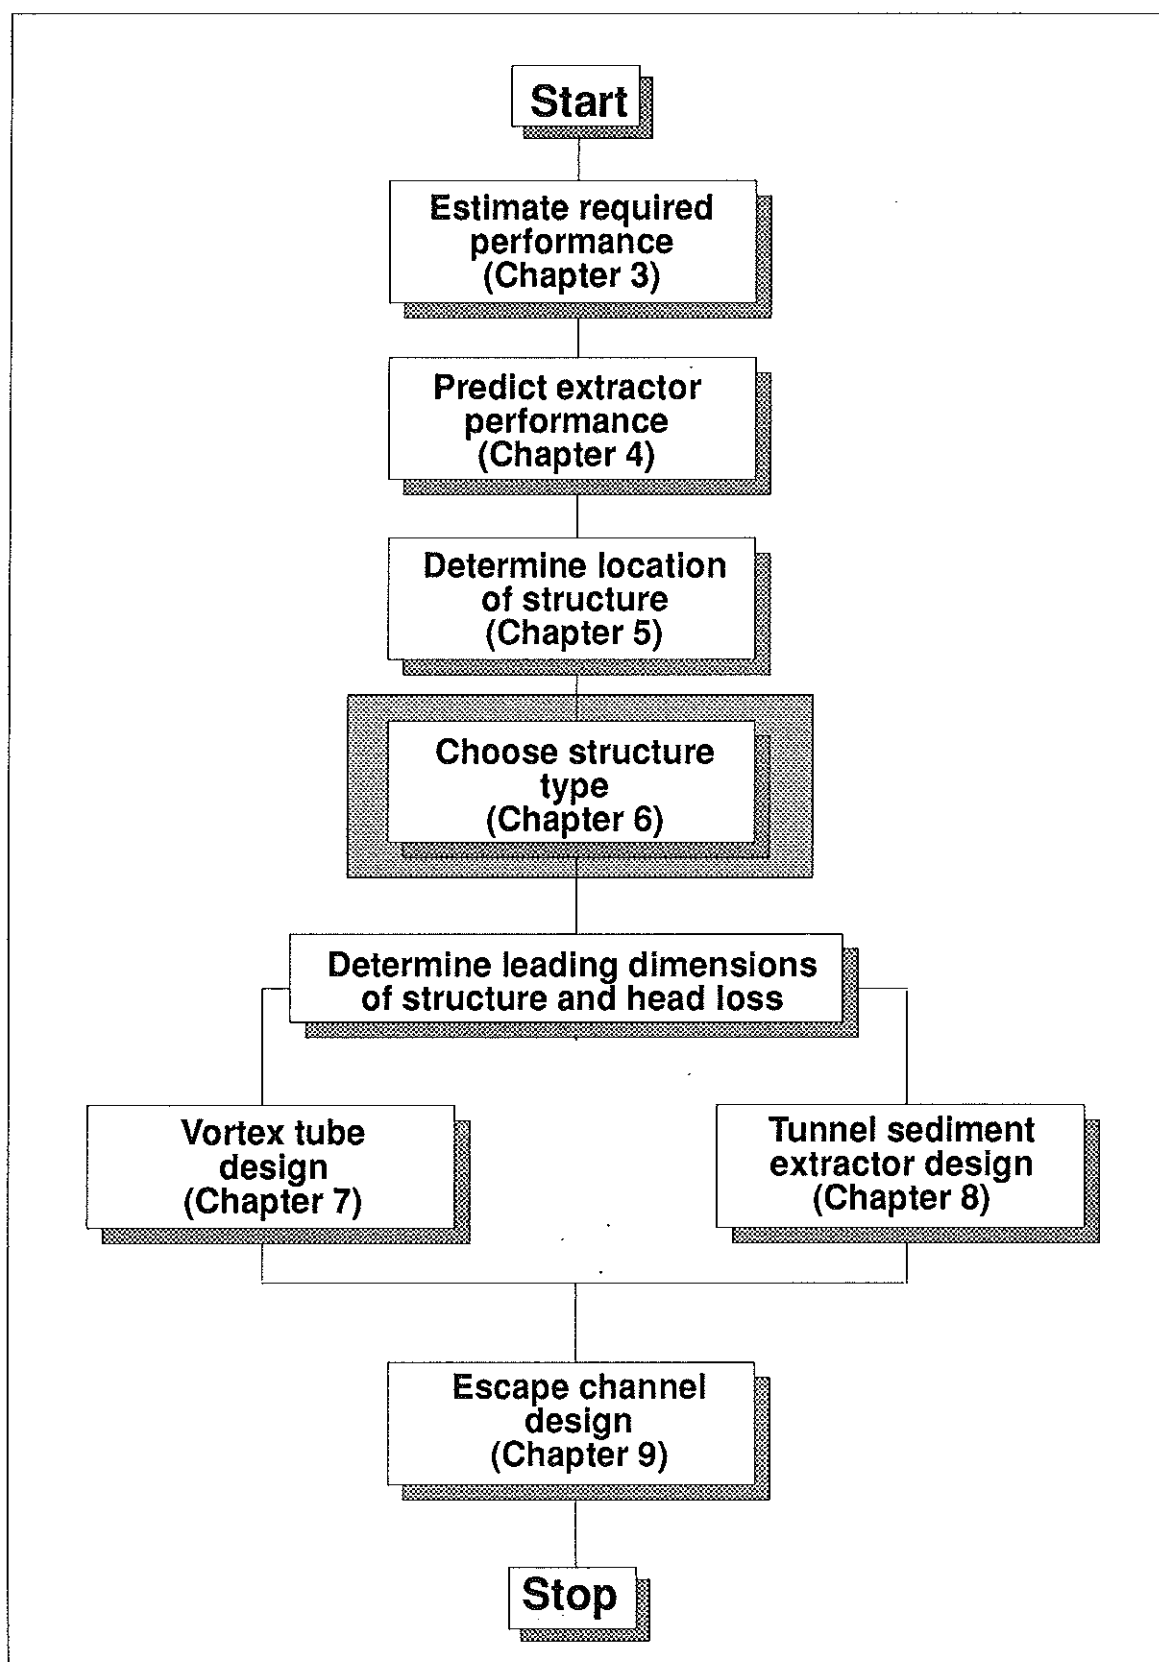 Start
Estimate required
performance
(Chapter 3)
Predict extractor
performance
(Chapter 4)
Determine location
of structure
(Chapter 5)
Choose structure
type
(Chapter 6)
Determine leading dimensions
of structure and head loss
Vortex tube
design
(Chapter 7)
Tunnel sediment
extractor design
(Chapter 8)
Escape channel
design
(Chapter 9)
Stop